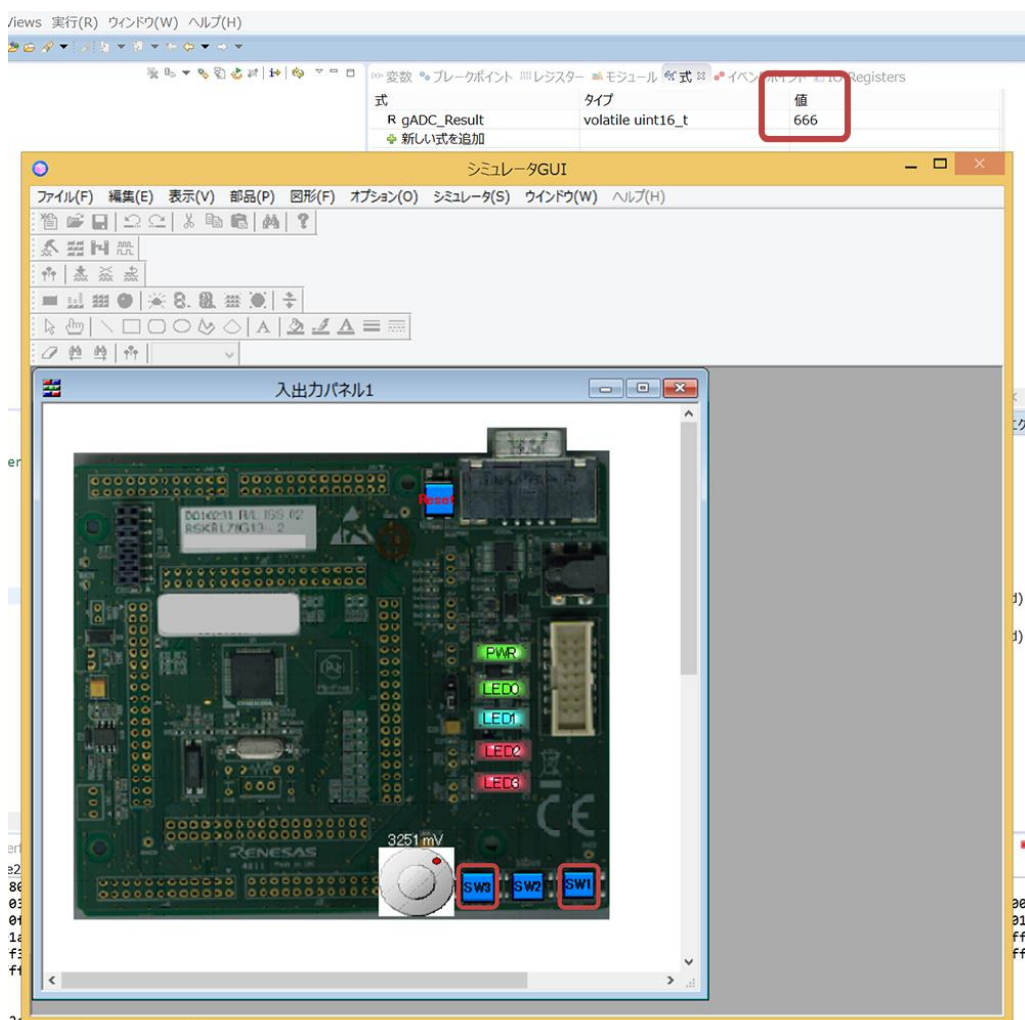 Views 実行(R) ウィンドウ(W) ヘルプ(H)
変数 ブレークポイント レジスター モジュール 式 イベントポイント IO Registers
式 タイプ 値
gADC_Result volatile uint16_t 666
新しい式を追加
シミュレータGUI
ファイル(F) 編集(E) 表示(V) 部品(P) 図形(F) オプション(O) シミュレータ(S) ウインドウ(W) ヘルプ(H)
入出力パネル1
Reset
PWR
LED0
LED1
LED2
LED3
3251 mV
RENESAS
SW3 SW2 SW1